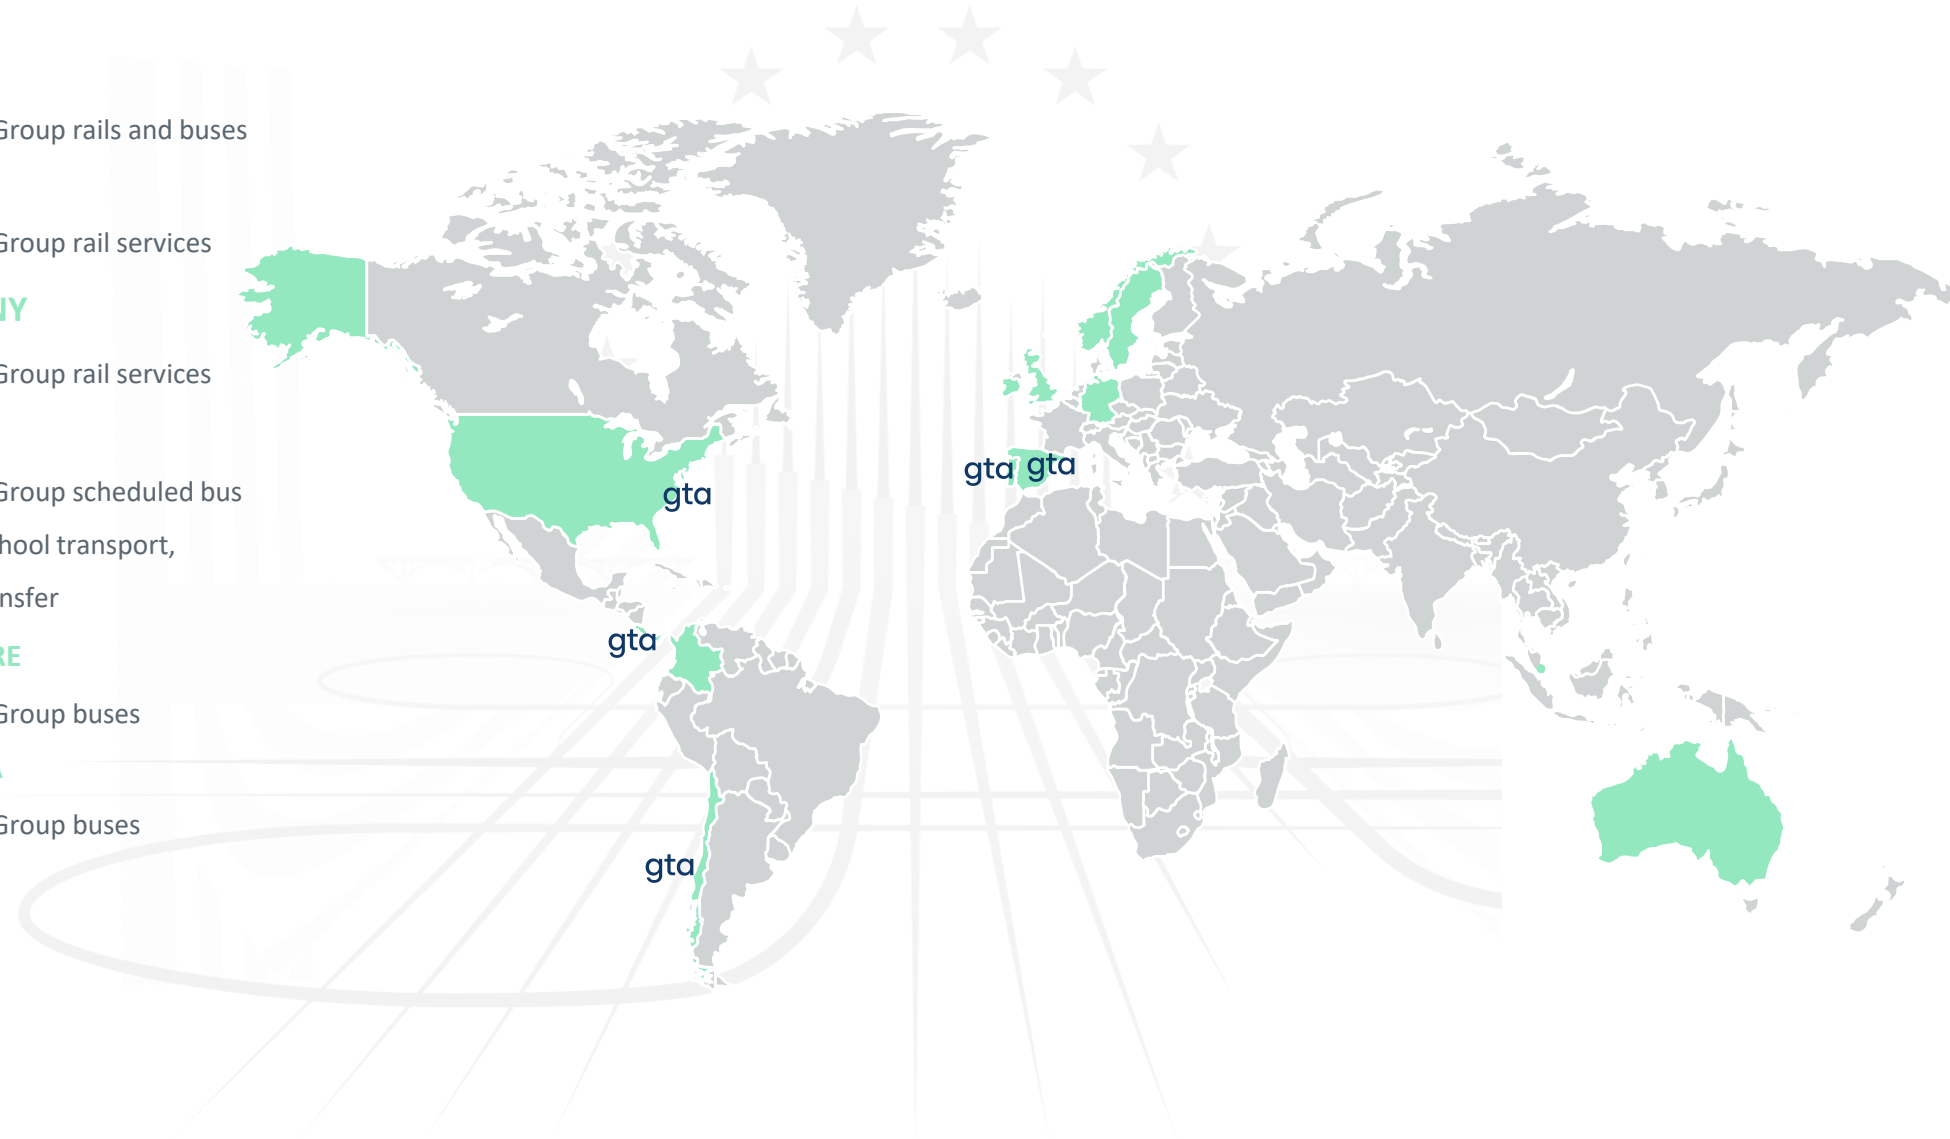 Group rails and buses
Group rail services
NY
Group rail services
Group scheduled bus
hool transport,
nsfer
RE
Group buses
Group buses
gta
gta
gta
gta
gta